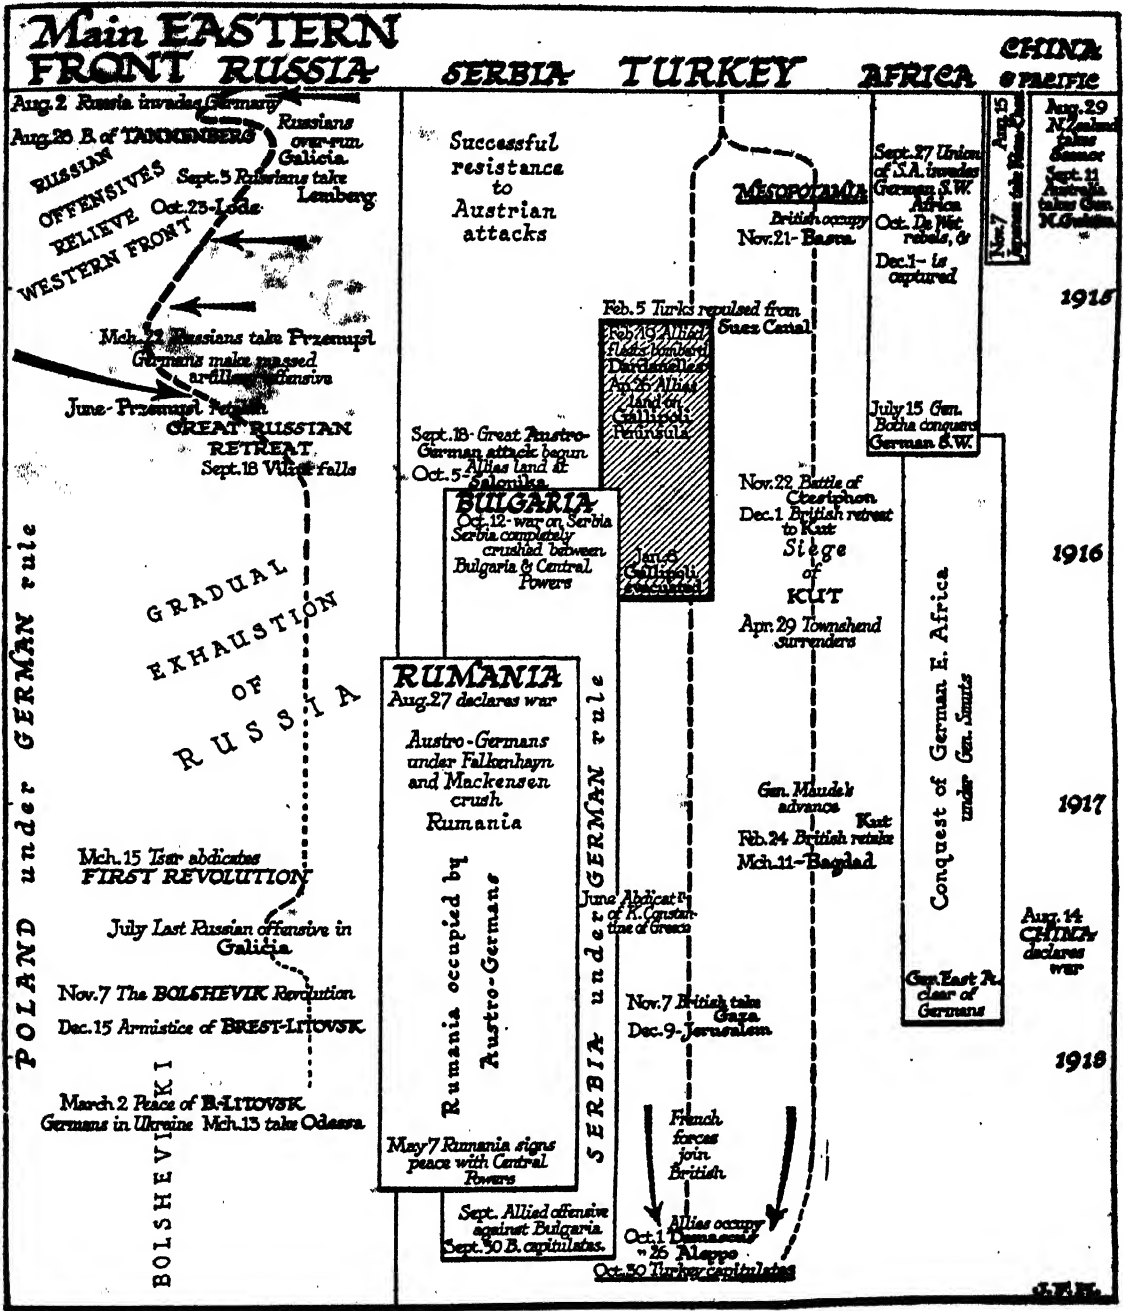 Main EASTERN
FRONT RUSSIA
Aug. 2 Russia invades Germany
Aug. 26 B. of TANNENBERG
Russians
over-run
Galicia
RUSSIAN
OFFENSIVES
RELIEVE
WESTERN FRONT
Sept. 3 Russians take
Lemberg
Oct. 23-Lodz
Mch. 22 Russians take Przemysl
Germans make massed
artillery offensive
June-Przemysl retaken
GREAT RUSSIAN
RETREAT
Sept. 18 Vilna falls
POLAND under GERMAN rule
GRADUAL
EXHAUSTION
OF
RUSSIA
Mch. 15 Tsar abdicates
FIRST REVOLUTION
July Last Russian offensive in
Galicia
Nov. 7 The BOLSHEVIK Revolution
Dec. 15 Armistice of BREST-LITOVSK
BOLSHEVIKI
March 2 Peace of B-LITOVSK
Germans in Ukraine Mch. 13 take Odessa
SERBIA
Successful
resistance
to
Austrian
attacks
Sept. 18-Great Austro-
German attack begun
Oct. 5-Allies land at
Salonika
BULGARIA
Oct. 12-war on Serbia
Serbia completely
crushed between
Bulgaria & Central
Powers
RUMANIA
Aug. 27 declares war
Austro-Germans
under Falkenhayn
and Mackensen
crush
Rumania
Rumania occupied by
Austro-Germans
May 7 Rumania signs
peace with Central
Powers
SERBIA under GERMAN rule
Sept. Allied offensive
against Bulgaria
Sept. 30 B. capitulates.
TURKEY
MESOPOTAMIA
British occupy
Nov. 21-Basra
Feb. 5 Turks repulsed from
Suez Canal
Feb 19 Allied
fleets bombard
Dardanelles
Ap. 25 Allies
land on
Gallipoli
Peninsula
Jan. 8
Gallipoli
evacuated
Nov. 22 Battle of
Ctesiphon
Dec. 1 British retreat
to Kut
Siege
of
KUT
Apr. 29 Townshend
surrenders
Gen. Maude's
advance
Kut
Feb. 24 British retake
Mch. 11-Bagdad
June Abdicatn.
of K. Constan-
tine of Greece
Nov. 7 British take
Gaza
Dec. 9-Jerusalem
French
forces
join
British
Allies occupy
Oct. 1 Damascus
" 26 Aleppo
Oct. 30 Turkey capitulates
AFRICA
Sept. 27 Union
of S.A. invades
German S.W.
Africa
Oct. De Wet
rebels, &
Dec. 1- is
captured
July 15 Gen.
Botha conquers
German S.W.
Conquest of German E. Africa
under Gen. Smuts
Ger. East A.
clear of
Germans
CHINA
& PACIFIC
Aug. 15
Nov. 7
Japanese take Kiau-Chau
Aug. 29
N. Zealand
takes
Samoa
Sept. 11
Australia
takes Ger.
N. Guinea
1915
1916
1917
Aug. 14
CHINA
declares
war
1918
J.F.H.